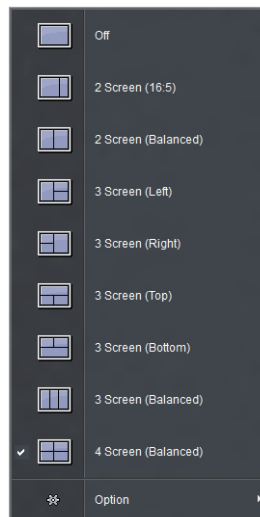 Off
2 Screen (16:5)
2 Screen (Balanced)
3 Screen (Left)
3 Screen (Right)
3 Screen (Top)
3 Screen (Bottom)
3 Screen (Balanced)
4 Screen (Balanced)
Option